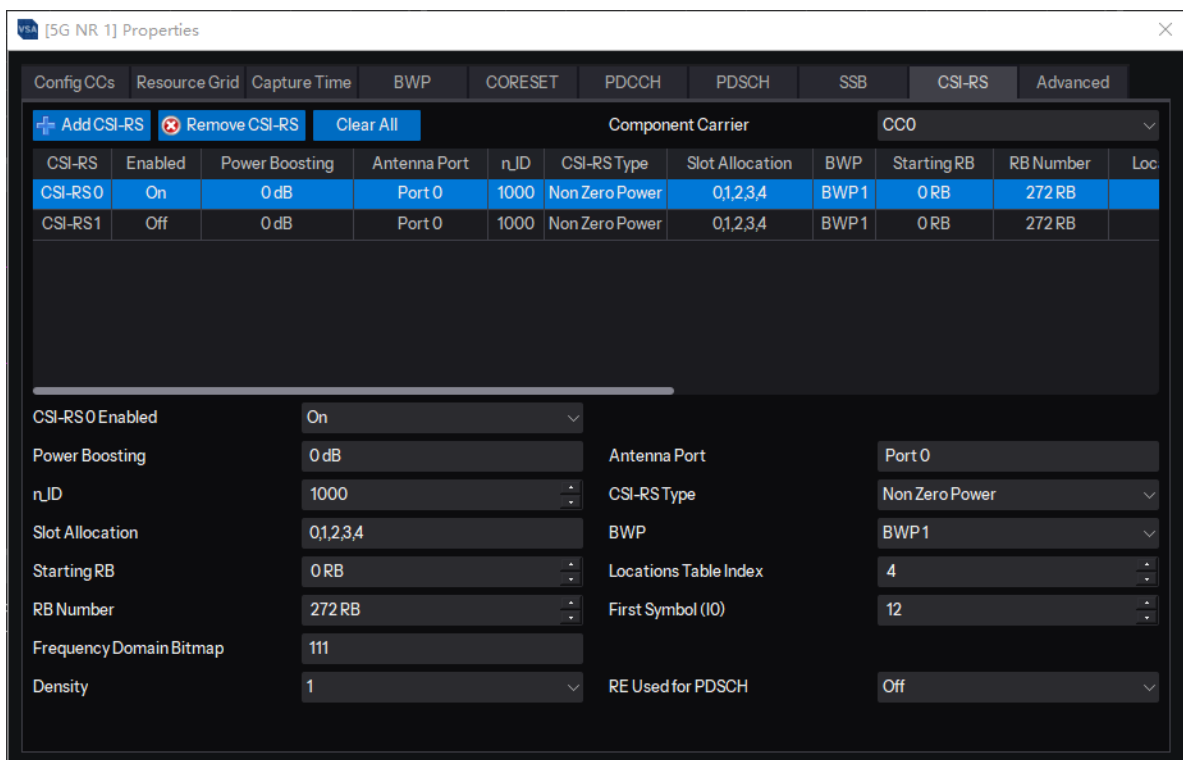 VSA [5G NR 1] Properties
Config CCs Resource Grid Capture Time BWP CORESET PDCCH PDSCH SSB CSI-RS Advanced
Add CSI-RS Remove CSI-RS Clear All Component Carrier CC0
CSI-RS Enabled Power Boosting Antenna Port n_ID CSI-RS Type Slot Allocation BWP Starting RB RB Number Loc
CSI-RS 0 On 0 dB Port 0 1000 Non Zero Power 0,1,2,3,4 BWP1 0 RB 272 RB
CSI-RS 1 Off 0 dB Port 0 1000 Non Zero Power 0,1,2,3,4 BWP1 0 RB 272 RB
CSI-RS 0 Enabled On
Power Boosting 0 dB Antenna Port Port 0
n_ID 1000 CSI-RS Type Non Zero Power
Slot Allocation 0,1,2,3,4 BWP BWP1
Starting RB 0 RB Locations Table Index 4
RB Number 272 RB First Symbol (l0) 12
Frequency Domain Bitmap 111
Density 1 RE Used for PDSCH Off